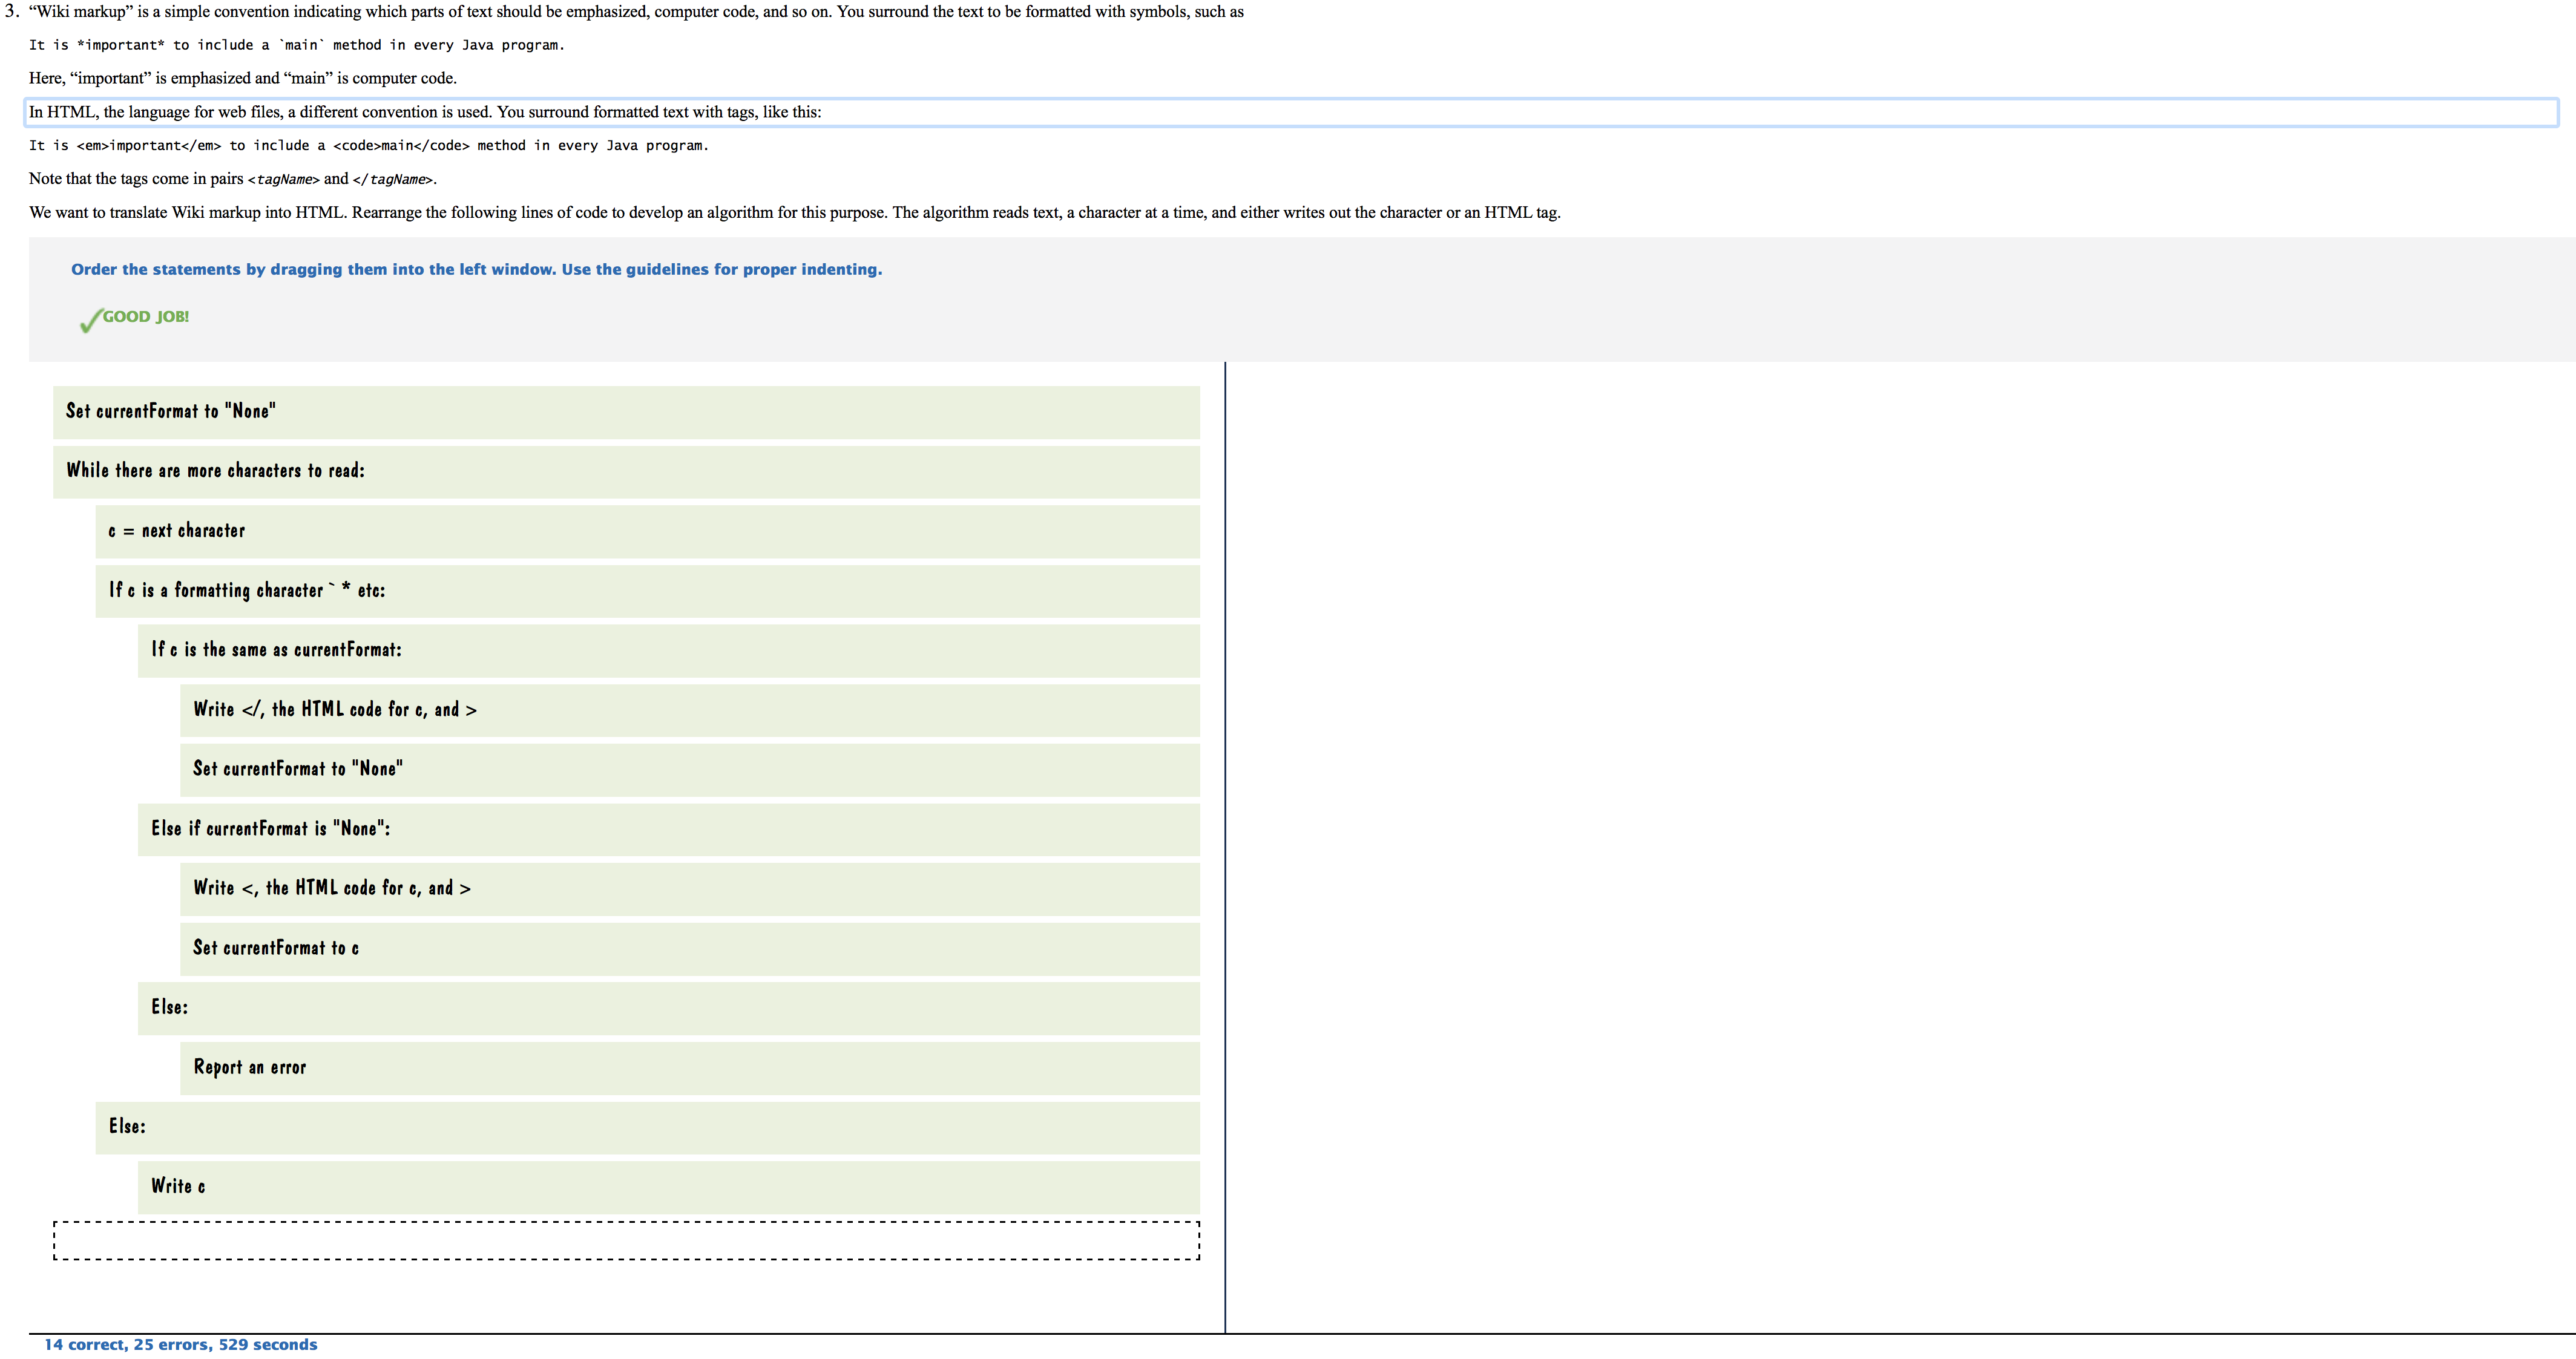 3. “Wiki markup” is a simple convention indicating which parts of text should be emphasized, computer code, and so on. You surround the text to be formatted with symbols, such as
It is *important* to include a `main` method in every Java program.
Here, “important” is emphasized and “main” is computer code.
In HTML, the language for web files, a different convention is used. You surround formatted text with tags, like this:
It is <em>important</em> to include a <code>main</code> method in every Java program.
Note that the tags come in pairs <tagName> and </tagName>.
We want to translate Wiki markup into HTML. Rearrange the following lines of code to develop an algorithm for this purpose. The algorithm reads text, a character at a time, and either writes out the character or an HTML tag.
Order the statements by dragging them into the left window. Use the guidelines for proper indenting.
GOOD JOB!
Set currentFormat to "None"
While there are more characters to read:
c = next character
If c is a formatting character ` * etc:
If c is the same as currentFormat:
Write </, the HTML code for c, and >
Set currentFormat to "None"
Else if currentFormat is "None":
Write <, the HTML code for c, and >
Set currentFormat to c
Else:
Report an error
Else:
Write c
14 correct, 25 errors, 529 seconds